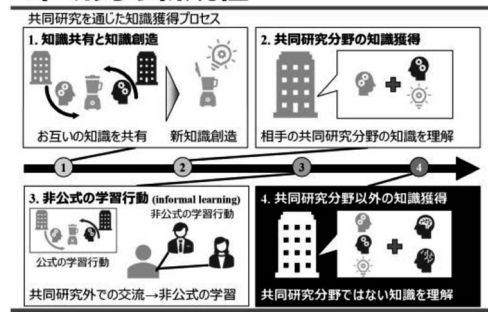 共同研究を通じた知識獲得プロセス
1. 知識共有と知識創造
お互いの知識を共有
新知識創造
2. 共同研究分野の知識獲得
相手の共同研究分野の知識を理解
1
2
3
4
3. 非公式の学習行動 (informal learning)
非公式の学習行動
公式の学習行動
共同研究外での交流→非公式の学習
4. 共同研究分野以外の知識獲得
共同研究分野ではない知識を理解